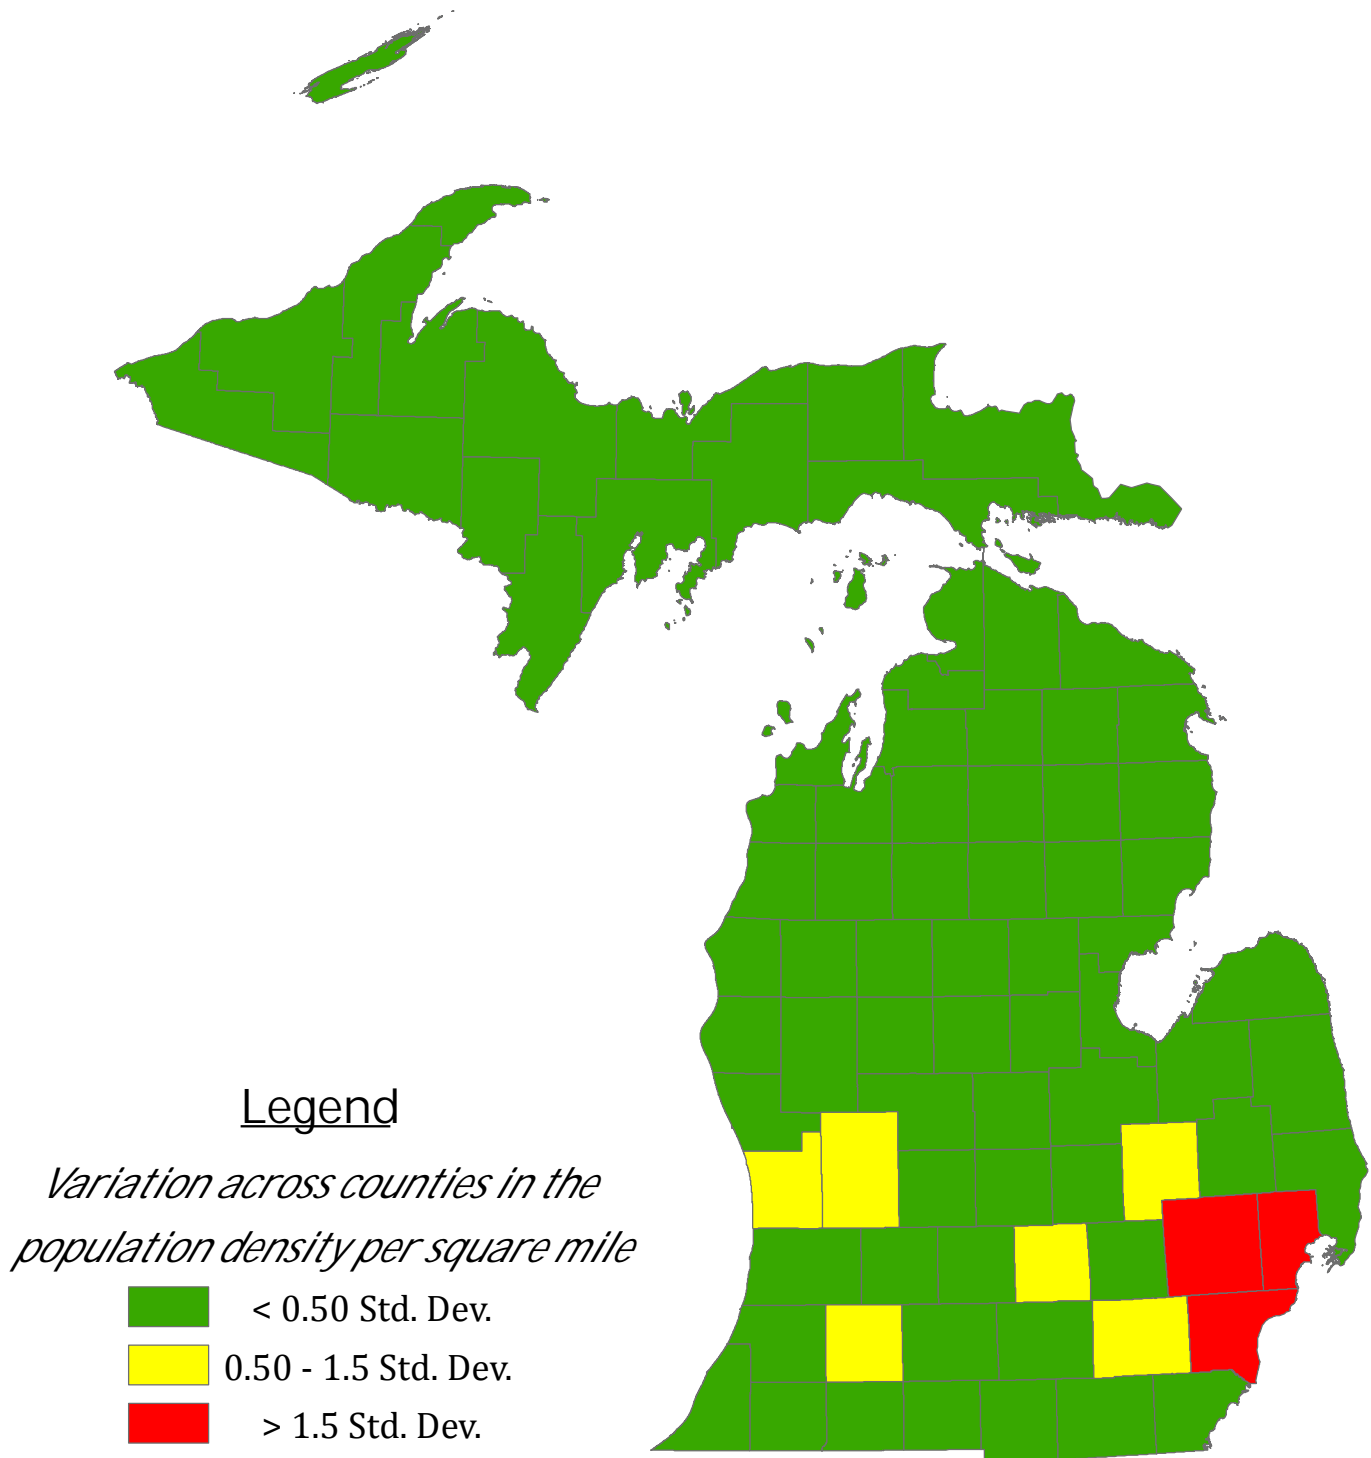 Legend
Variation across counties in the
population density per square mile
< 0.50 Std. Dev.
0.50 - 1.5 Std. Dev.
> 1.5 Std. Dev.